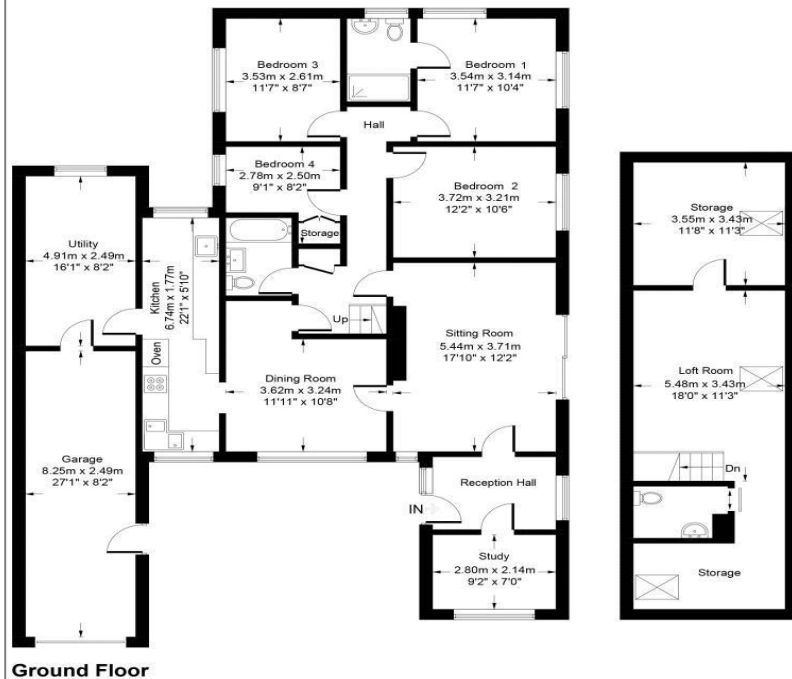 Bedroom 3
3.53m x 2.61m
11'7" x 8'7"
Bedroom 1
3.54m x 3.14m
11'7" x 10'4"
Hall
Bedroom 4
2.78m x 2.50m
9'1" x 8'2"
Bedroom 2
3.72m x 3.21m
12'2" x 10'6"
Storage
Utility
4.91m x 2.49m
16'1" x 8'2"
Kitchen
6.74m x 1.77m
22'1" x 5'10"
Oven
Up
Sitting Room
5.44m x 3.71m
17'10" x 12'2"
Dining Room
3.62m x 3.24m
11'11" x 10'8"
Garage
8.25m x 2.49m
27'1" x 8'2"
Reception Hall
IN
Study
2.80m x 2.14m
9'2" x 7'0"
Storage
3.55m x 3.43m
11'8" x 11'3"
Loft Room
5.48m x 3.43m
18'0" x 11'3"
Dn
Storage
Ground Floor